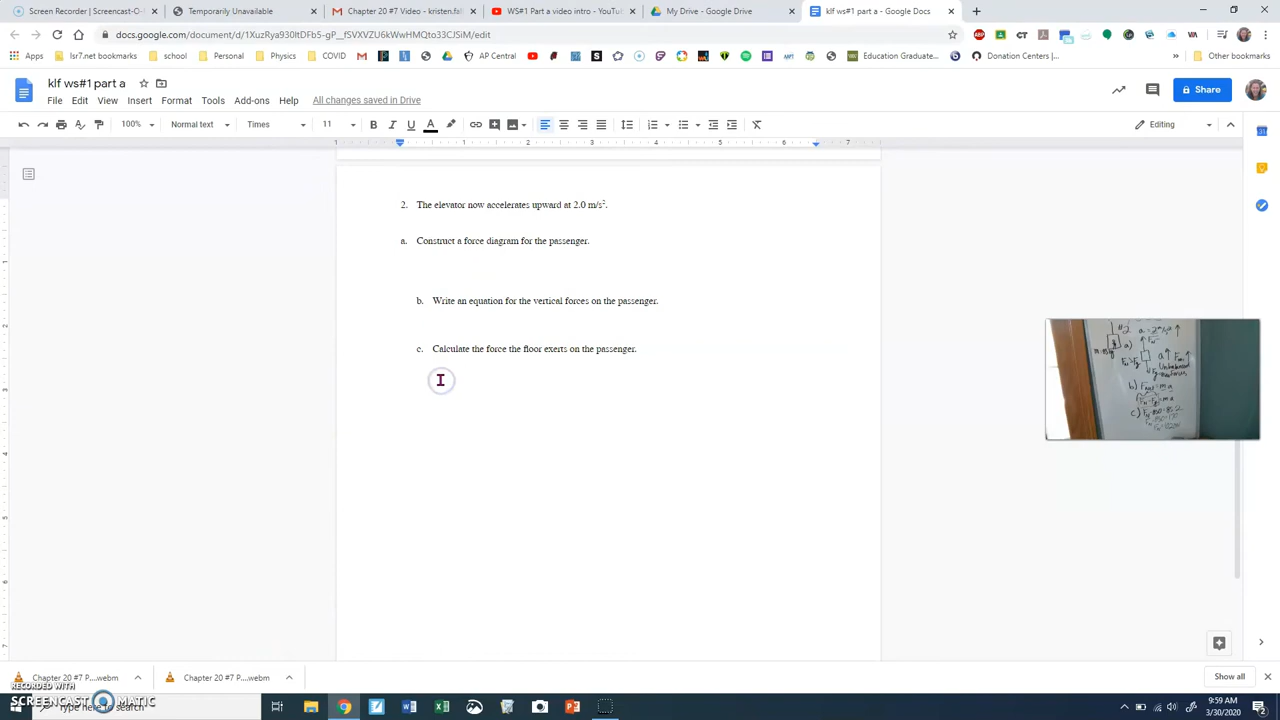 Screen Recorder | Screencast-O-
Temporarily Unavailable
Chapter 20 #7 Video - kristen.fa
WS#1 Part a video intro - YouTu
My Drive - Google Drive
klf ws#1 part a - Google Docs
docs.google.com/document/d/1XuzRya930ltDFb5-gP__fSVXVZU6kWwHMQto33CJSiM/edit
Apps
lsr7.net bookmarks
school
Personal
Physics
COVID
AP Central
Education Graduate...
Donation Centers |...
Other bookmarks
klf ws#1 part a
File Edit View Insert Format Tools Add-ons Help All changes saved in Drive
Share
100% Normal text Times 11
Editing
2. The elevator now accelerates upward at 2.0 m/s².
a. Construct a force diagram for the passenger.
b. Write an equation for the vertical forces on the passenger.
c. Calculate the force the floor exerts on the passenger.
#2
a)
b)
c)
Chapter 20 #7 P....webm
Chapter 20 #7 P....webm
Show all
RECORDED WITH
SCREENCAST MATIC
9:59 AM
3/30/2020